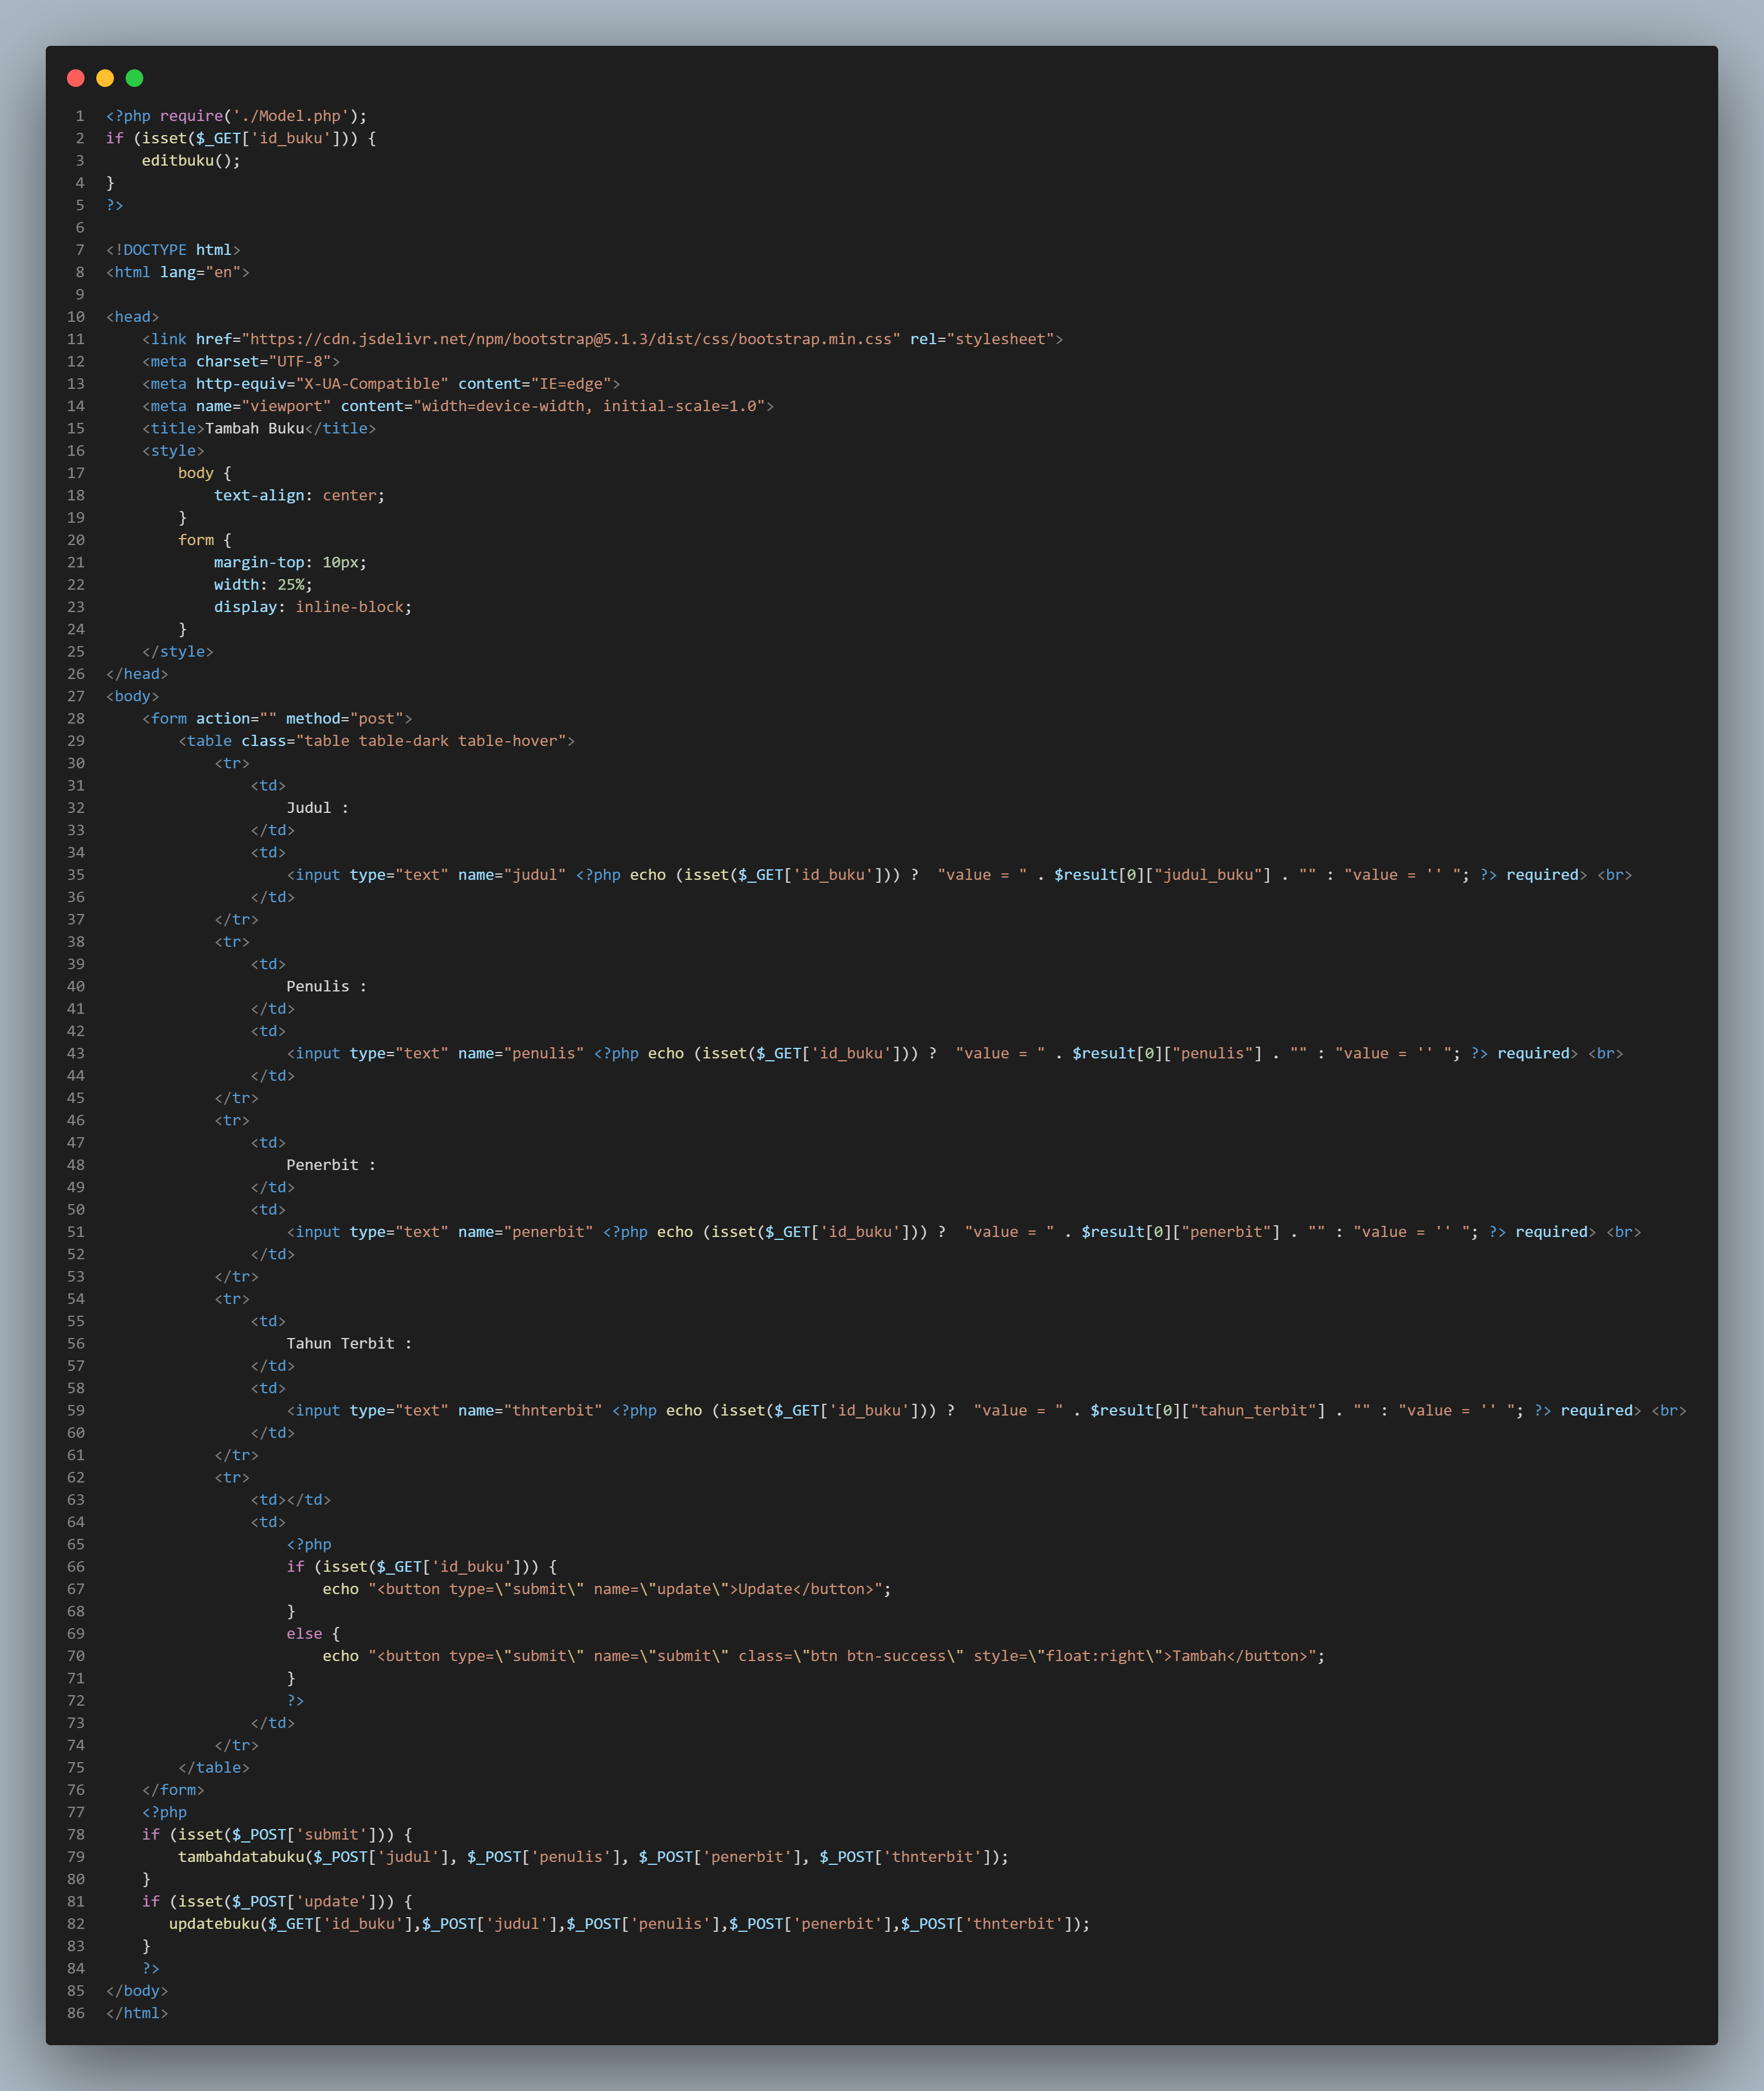 1 <?php require('./Model.php');
2 if (isset($_GET['id_buku'])) {
3     editbuku();
4 }
5 ?>
6
7 <!DOCTYPE html>
8 <html lang="en">
9
10 <head>
11     <link href="https://cdn.jsdelivr.net/npm/bootstrap@5.1.3/dist/css/bootstrap.min.css" rel="stylesheet">
12     <meta charset="UTF-8">
13     <meta http-equiv="X-UA-Compatible" content="IE=edge">
14     <meta name="viewport" content="width=device-width, initial-scale=1.0">
15     <title>Tambah Buku</title>
16     <style>
17         body {
18             text-align: center;
19         }
20         form {
21             margin-top: 10px;
22             width: 25%;
23             display: inline-block;
24         }
25     </style>
26 </head>
27 <body>
28     <form action="" method="post">
29         <table class="table table-dark table-hover">
30             <tr>
31                 <td>
32                     Judul :
33                 </td>
34                 <td>
35                     <input type="text" name="judul" <?php echo (isset($_GET['id_buku'])) ?  "value = " . $result[0]["judul_buku"] . "" : "value = '' "; ?> required> <br>
36                 </td>
37             </tr>
38             <tr>
39                 <td>
40                     Penulis :
41                 </td>
42                 <td>
43                     <input type="text" name="penulis" <?php echo (isset($_GET['id_buku'])) ?  "value = " . $result[0]["penulis"] . "" : "value = '' "; ?> required> <br>
44                 </td>
45             </tr>
46             <tr>
47                 <td>
48                     Penerbit :
49                 </td>
50                 <td>
51                     <input type="text" name="penerbit" <?php echo (isset($_GET['id_buku'])) ?  "value = " . $result[0]["penerbit"] . "" : "value = '' "; ?> required> <br>
52                 </td>
53             </tr>
54             <tr>
55                 <td>
56                     Tahun Terbit :
57                 </td>
58                 <td>
59                     <input type="text" name="thnterbit" <?php echo (isset($_GET['id_buku'])) ?  "value = " . $result[0]["tahun_terbit"] . "" : "value = '' "; ?> required> <br>
60                 </td>
61             </tr>
62             <tr>
63                 <td></td>
64                 <td>
65                     <?php
66                     if (isset($_GET['id_buku'])) {
67                         echo "<button type=\"submit\" name=\"update\">Update</button>";
68                     }
69                     else {
70                         echo "<button type=\"submit\" name=\"submit\" class=\"btn btn-success\" style=\"float:right\">Tambah</button>";
71                     }
72                     ?>
73                 </td>
74             </tr>
75         </table>
76     </form>
77     <?php
78     if (isset($_POST['submit'])) {
79         tambahdatabuku($_POST['judul'], $_POST['penulis'], $_POST['penerbit'], $_POST['thnterbit']);
80     }
81     if (isset($_POST['update'])) {
82        updatebuku($_GET['id_buku'],$_POST['judul'],$_POST['penulis'],$_POST['penerbit'],$_POST['thnterbit']);
83     }
84     ?>
85 </body>
86 </html>